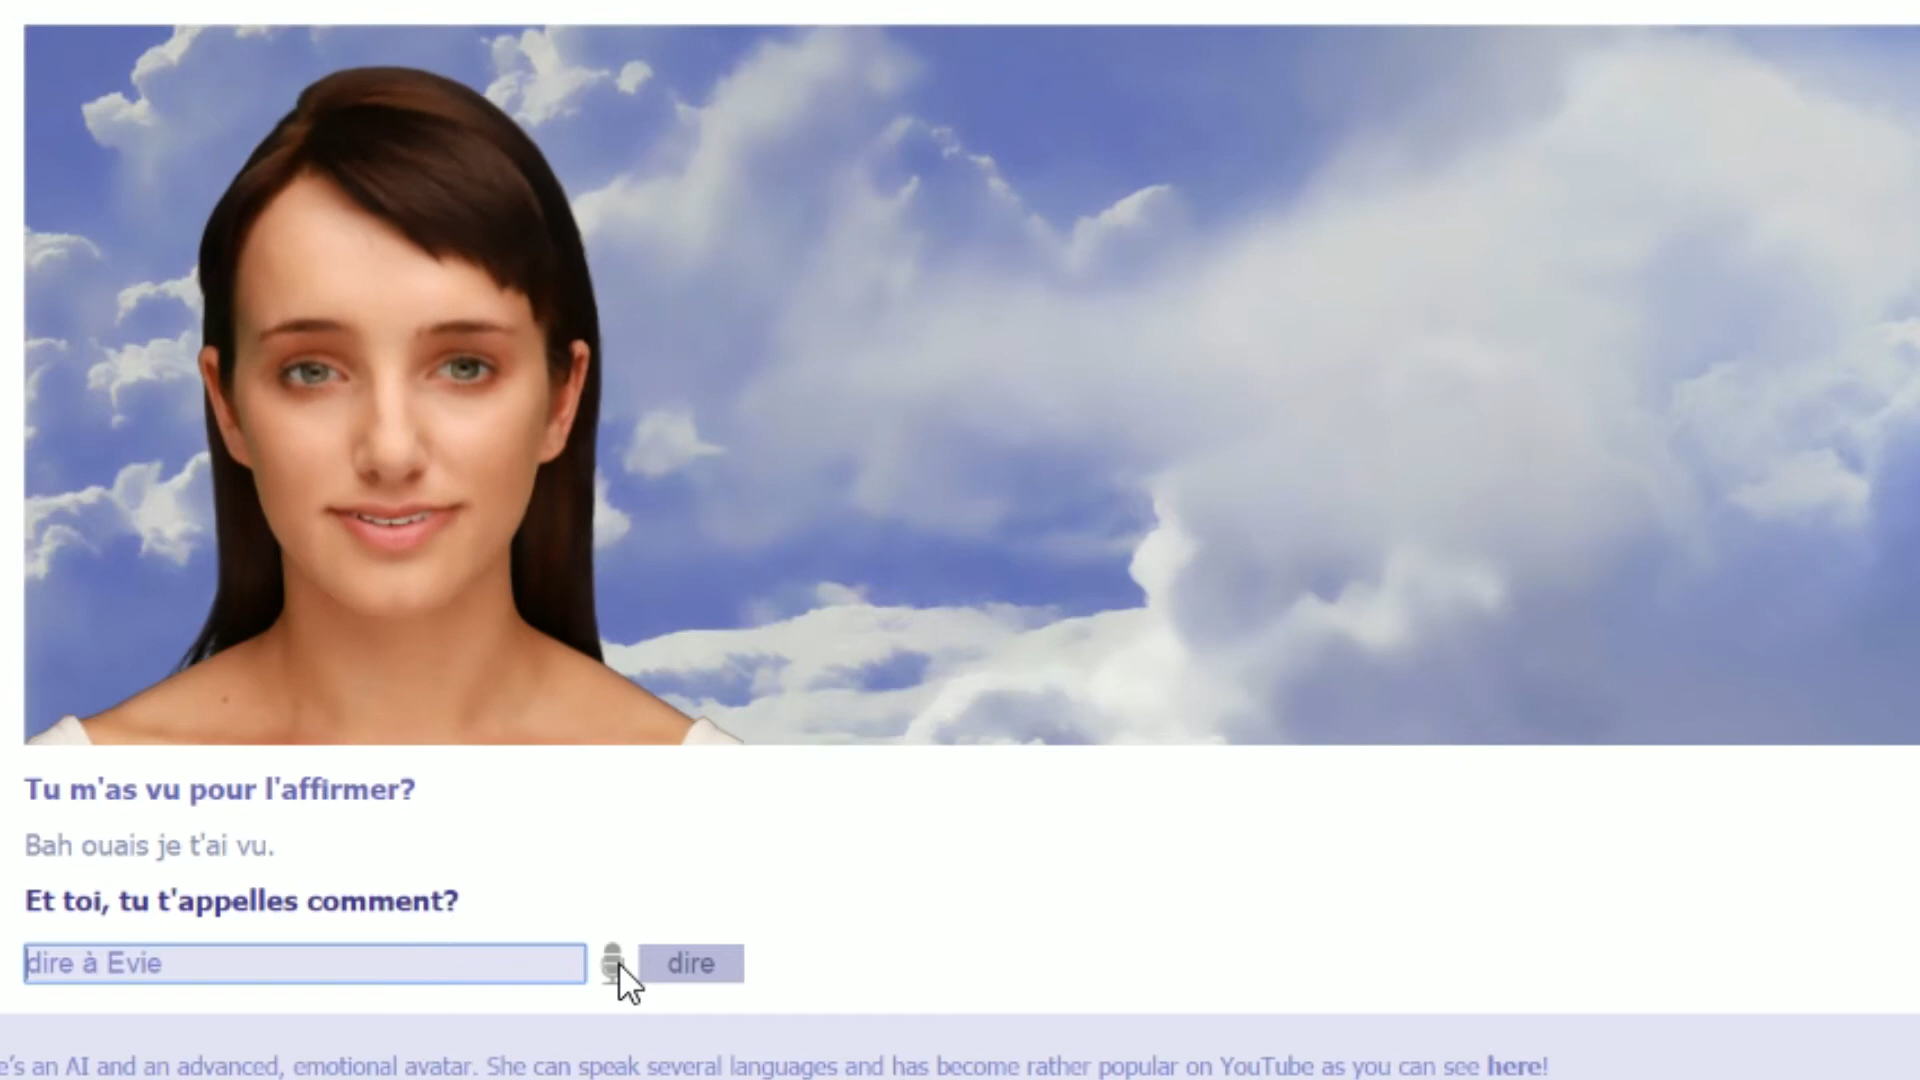 Tu m'as vu pour l'affirmer?
Bah ouais je t'ai vu.
Et toi, tu t'appelles comment?
dire à Evie dire
e's an AI and an advanced, emotional avatar. She can speak several languages and has become rather popular on YouTube as you can see here!